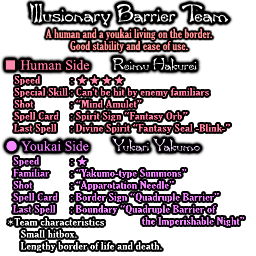 Illusionary Barrier Team
A human and a youkai living on the border.
Good stability and ease of use.
■ Human Side Reimu Hakurei
Speed : ★★★★
Special Skill : Can't be hit by enemy familiars
Shot : "Mind Amulet"
Spell Card : Spirit Sign "Fantasy Orb"
Last Spell : Divine Spirit "Fantasy Seal -Blink-"
● Youkai Side Yukari Yakumo
Speed : ★
Familiar : "Yakumo-type Summons"
Shot : "Apparotation Needle"
Spell Card : Border Sign "Quadruple Barrier"
Last Spell : Boundary "Quadruple Barrier of
the Imperishable Night"
*Team characteristics
Small hitbox.
Lengthy border of life and death.